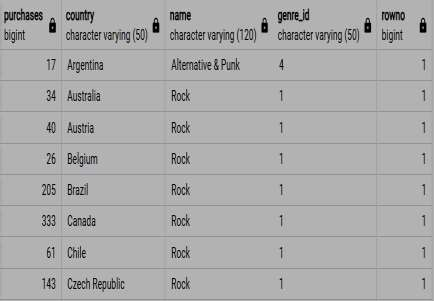 purchases country name genre_id rowno
bigint character varying (50) character varying (120) character varying (50) bigint
17 Argentina Alternative & Punk 4 1
34 Australia Rock 1 1
40 Austria Rock 1 1
26 Belgium Rock 1 1
205 Brazil Rock 1 1
333 Canada Rock 1 1
61 Chile Rock 1 1
143 Czech Republic Rock 1 1